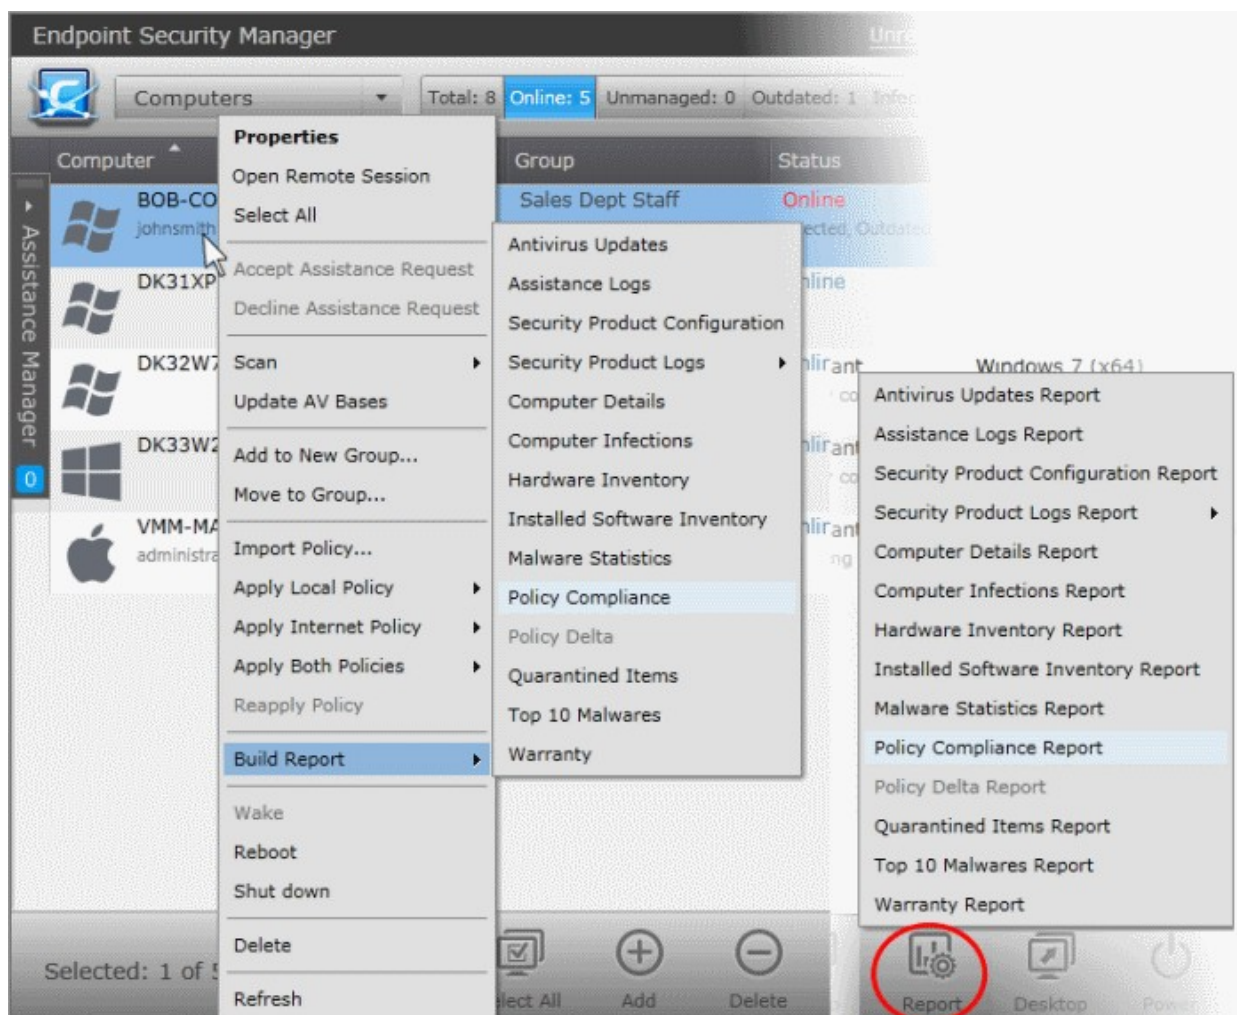 Endpoint Security Manager
Computers
Total: 8 Online: 5 Unmanaged: 0 Outdated: 1
Computer Group Status
BOB-CO Sales Dept Staff Online
johnsmith
DK31XP
DK32W7
DK33W2
VMM-MA
administra
Assistance Manager
0
Properties
Open Remote Session
Select All
Accept Assistance Request
Decline Assistance Request
Scan
Update AV Bases
Add to New Group...
Move to Group...
Import Policy...
Apply Local Policy
Apply Internet Policy
Apply Both Policies
Reapply Policy
Build Report
Wake
Reboot
Shut down
Delete
Refresh
Antivirus Updates
Assistance Logs
Security Product Configuration
Security Product Logs
Computer Details
Computer Infections
Hardware Inventory
Installed Software Inventory
Malware Statistics
Policy Compliance
Policy Delta
Quarantined Items
Top 10 Malwares
Warranty
Windows 7 (x64)
Antivirus Updates Report
Assistance Logs Report
Security Product Configuration Report
Security Product Logs Report
Computer Details Report
Computer Infections Report
Hardware Inventory Report
Installed Software Inventory Report
Malware Statistics Report
Policy Compliance Report
Policy Delta Report
Quarantined Items Report
Top 10 Malwares Report
Warranty Report
Selected: 1 of 5
elect All Add Delete Report Desktop Power